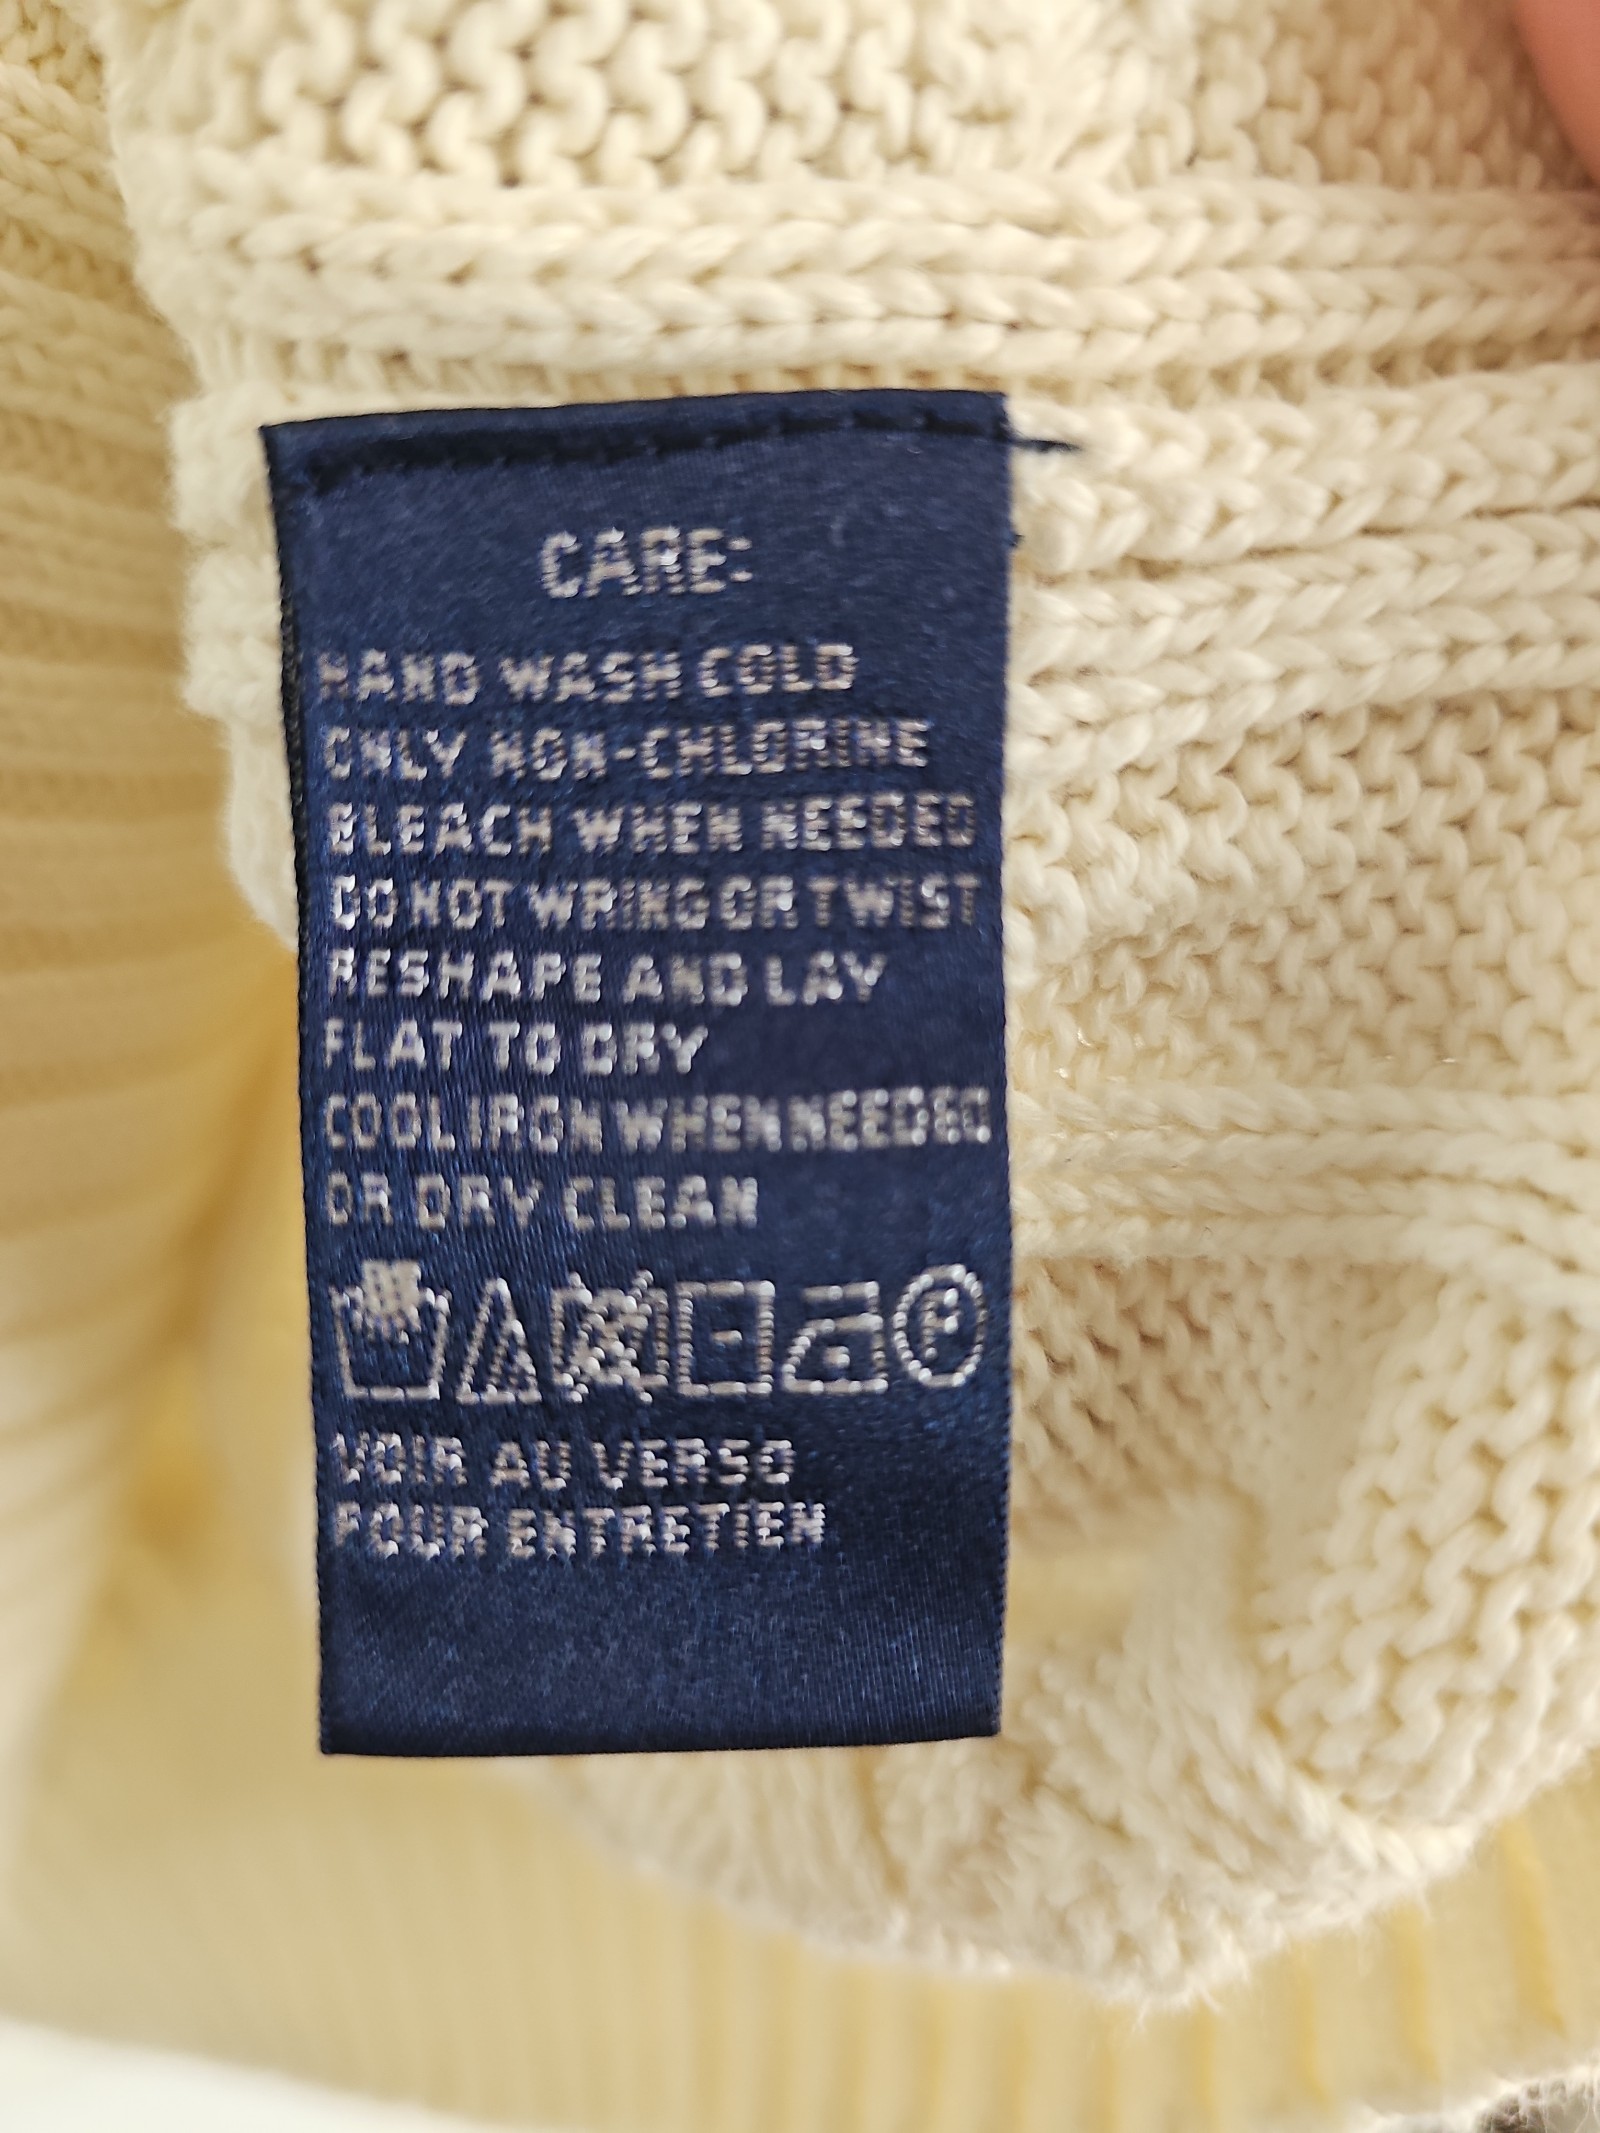 CARE:
HAND WASH COLD
ONLY NON-CHLORINE
BLEACH WHEN NEEDED
DO NOT WRING OR TWIST
RESHAPE AND LAY
FLAT TO DRY
COOL IRON WHEN NEEDED
OR DRY CLEAN
P
VOIR AU VERSO
POUR ENTRETIEN